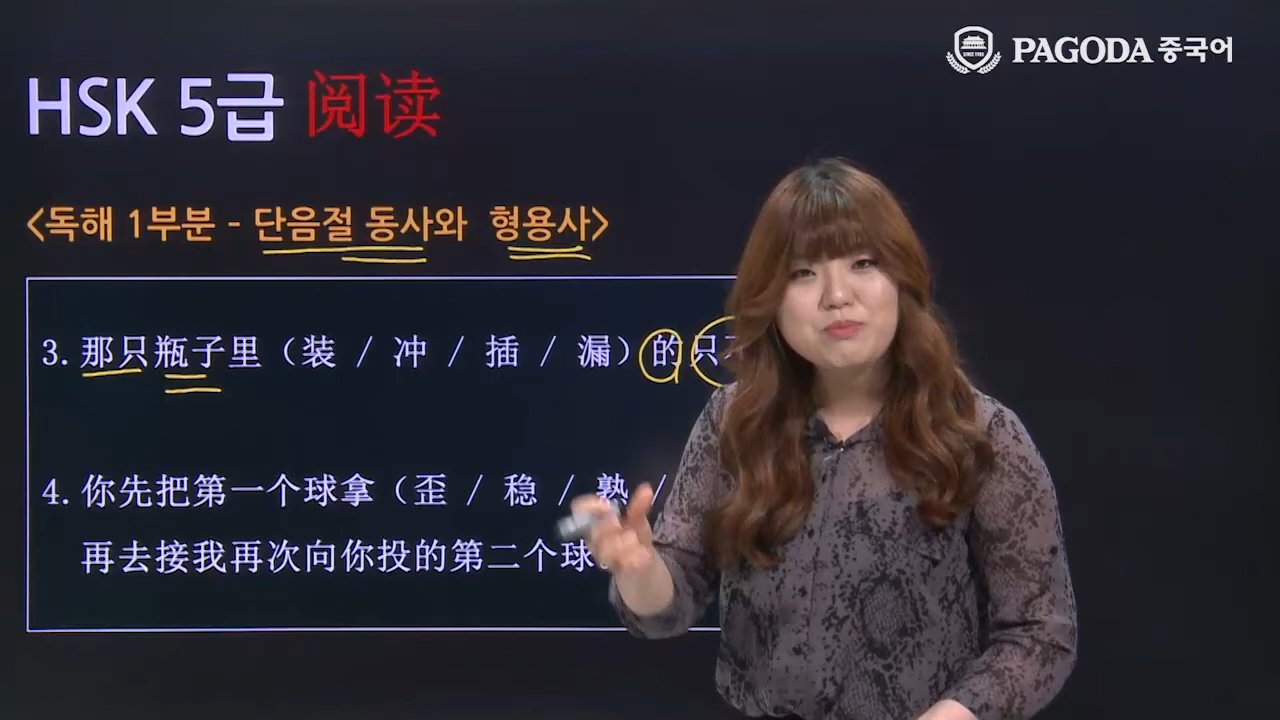 PAGODA 중국어
SINCE 1983
HSK 5급 阅读
<독해 1부분 - 단음절 동사와 형용사>
3. 那只瓶子里（装 / 冲 / 插 / 漏）的只
4. 你先把第一个球拿（歪 / 稳 / 熟 /
再去接我再次向你投的第二个球。